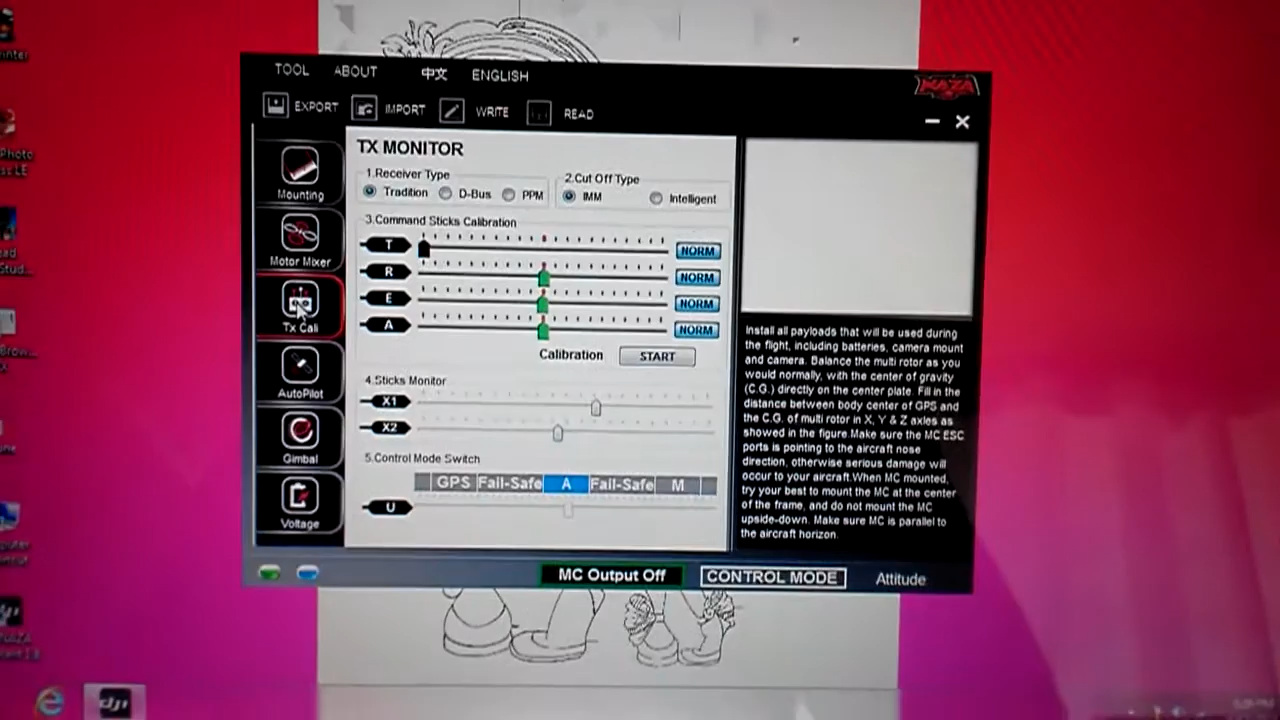 TOOL ABOUT 中文 ENGLISH
NAZA
EXPORT IMPORT WRITE READ
Mounting
Motor Mixer
Tx Cali
AutoPilot
Gimbal
Voltage
TX MONITOR
1.Receiver Type
Tradition D-Bus PPM
2.Cut Off Type
IMM Intelligent
3.Command Sticks Calibration
T NORM
R NORM
E NORM
A NORM
Calibration START
4.Sticks Monitor
X1
X2
5.Control Mode Switch
GPS Fail-Safe A Fail-Safe M
U
Install all payloads that will be used during
the flight, including batteries, camera mount
and camera. Balance the multi rotor as you
would normally, with the center of gravity
(C.G.) directly on the center plate. Fill in the
distance between body center of GPS and
the C.G. of multi rotor in X, Y & Z axles as
showed in the figure.Make sure the MC ESC
ports is pointing to the aircraft nose
direction, otherwise serious damage will
occur to your aircraft.When MC mounted,
try your best to mount the MC at the center
of the frame, and do not mount the MC
upside-down. Make sure MC is parallel to
the aircraft horizon.
MC Output Off CONTROL MODE Attitude
Photo
LE
Stud...
Brow...
dji